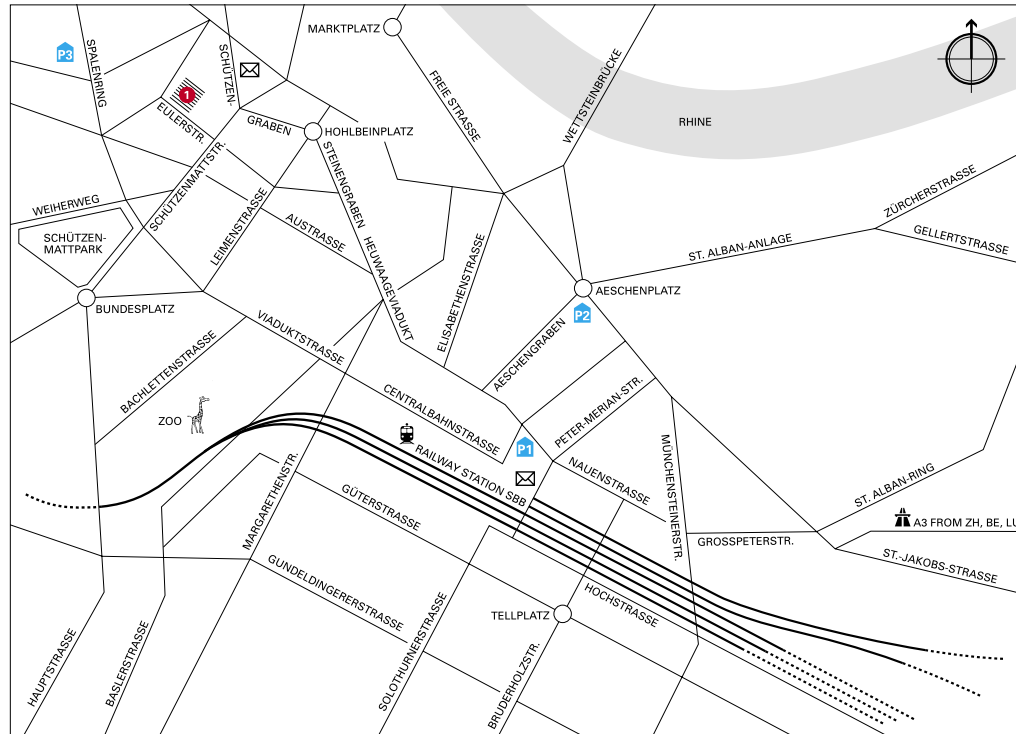 MARKTPLATZ
P3
SPALENRING
SCHÜTZEN-
GRABEN
1
EULERSTR.
FREIE STRASSE
WETTSTEINBRÜCKE
RHINE
HOHLBEINPLATZ
SCHÜTZENMATTSTR.
STEINENGRABEN
WEIHERWEG
SCHÜTZEN-
MATTPARK
LEIMENSTRASSE
AUSTRASSE
HEUWAAGEVIADUKT
ELISABETHENSTRASSE
ZÜRCHERSTRASSE
GELLERTSTRASSE
ST. ALBAN-ANLAGE
AESCHENPLATZ
P2
BUNDESPLATZ
VIADUKTSTRASSE
AESCHENGRABEN
BACHLETTENSTRASSE
ZOO
CENTRALBAHNSTRASSE
PETER-MERIAN-STR.
P1
RAILWAY STATION SBB
NAUENSTRASSE
MÜNCHENSTEINERSTR.
ST. ALBAN-RING
MARGARETHENSTR.
GÜTERSTRASSE
A3 FROM ZH, BE, LU
GROSSPETERSTR.
ST.-JAKOBS-STRASSE
GUNDELDINGERERSTRASSE
HOCHSTRASSE
TELLPLATZ
HAUPTSTRASSE
BASLERSTRASSE
SOLOTHURNERSTRASSE
BRUDERHOLZSTR.